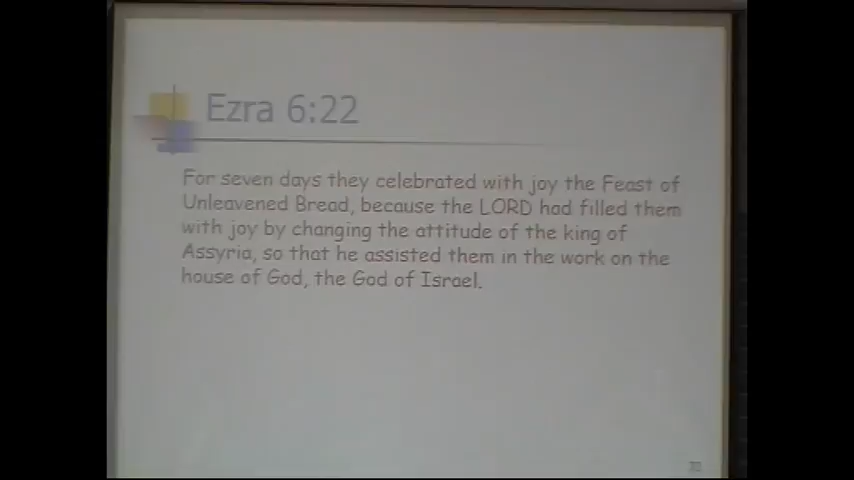 Ezra 6:22
For seven days they celebrated with joy the Feast of
Unleavened Bread, because the LORD had filled them
with joy by changing the attitude of the king of
Assyria, so that he assisted them in the work on the
house of God, the God of Israel.